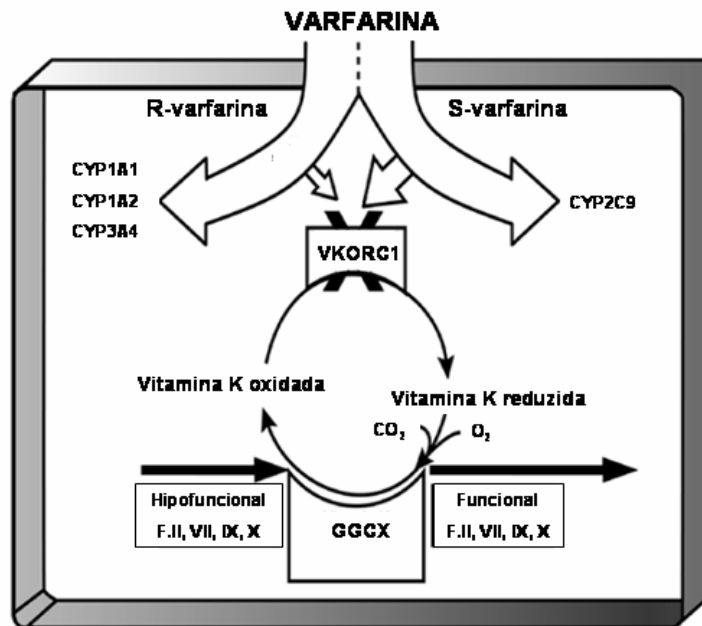 VARFARINA
R-varfarina
S-varfarina
CYP1A1
CYP1A2
CYP3A4
CYP2C9
VKORC1
Vitamina K oxidada
Vitamina K reduzida
CO₂
O₂
Hipofuncional
F.II, VII, IX, X
GGCX
Funcional
F.II, VII, IX, X